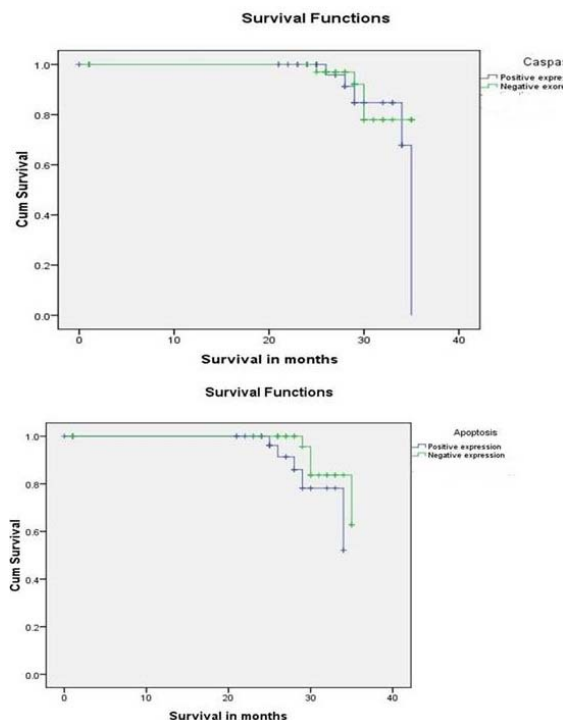 Survival Functions
1.0
Caspa
Positive expre
Negative exore
0.8
0.6
0.4
0.2
0.0
Cum Survival
0 10 20 30 40
Survival in months
Survival Functions
1.0
Apoptosis
Positive expression
Negative expression
0.8
0.6
0.4
0.2
0.0
Cum Survival
0 10 20 30 40
Survival in months